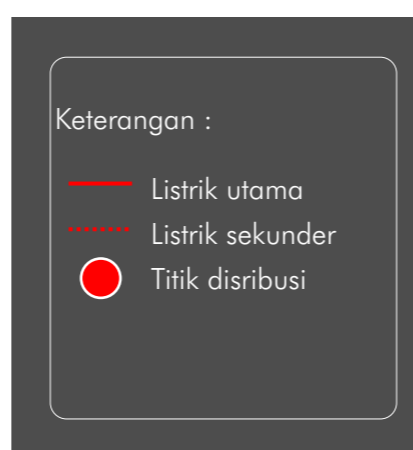 Keterangan :
Listrik utama
Listrik sekunder
Titik disribusi